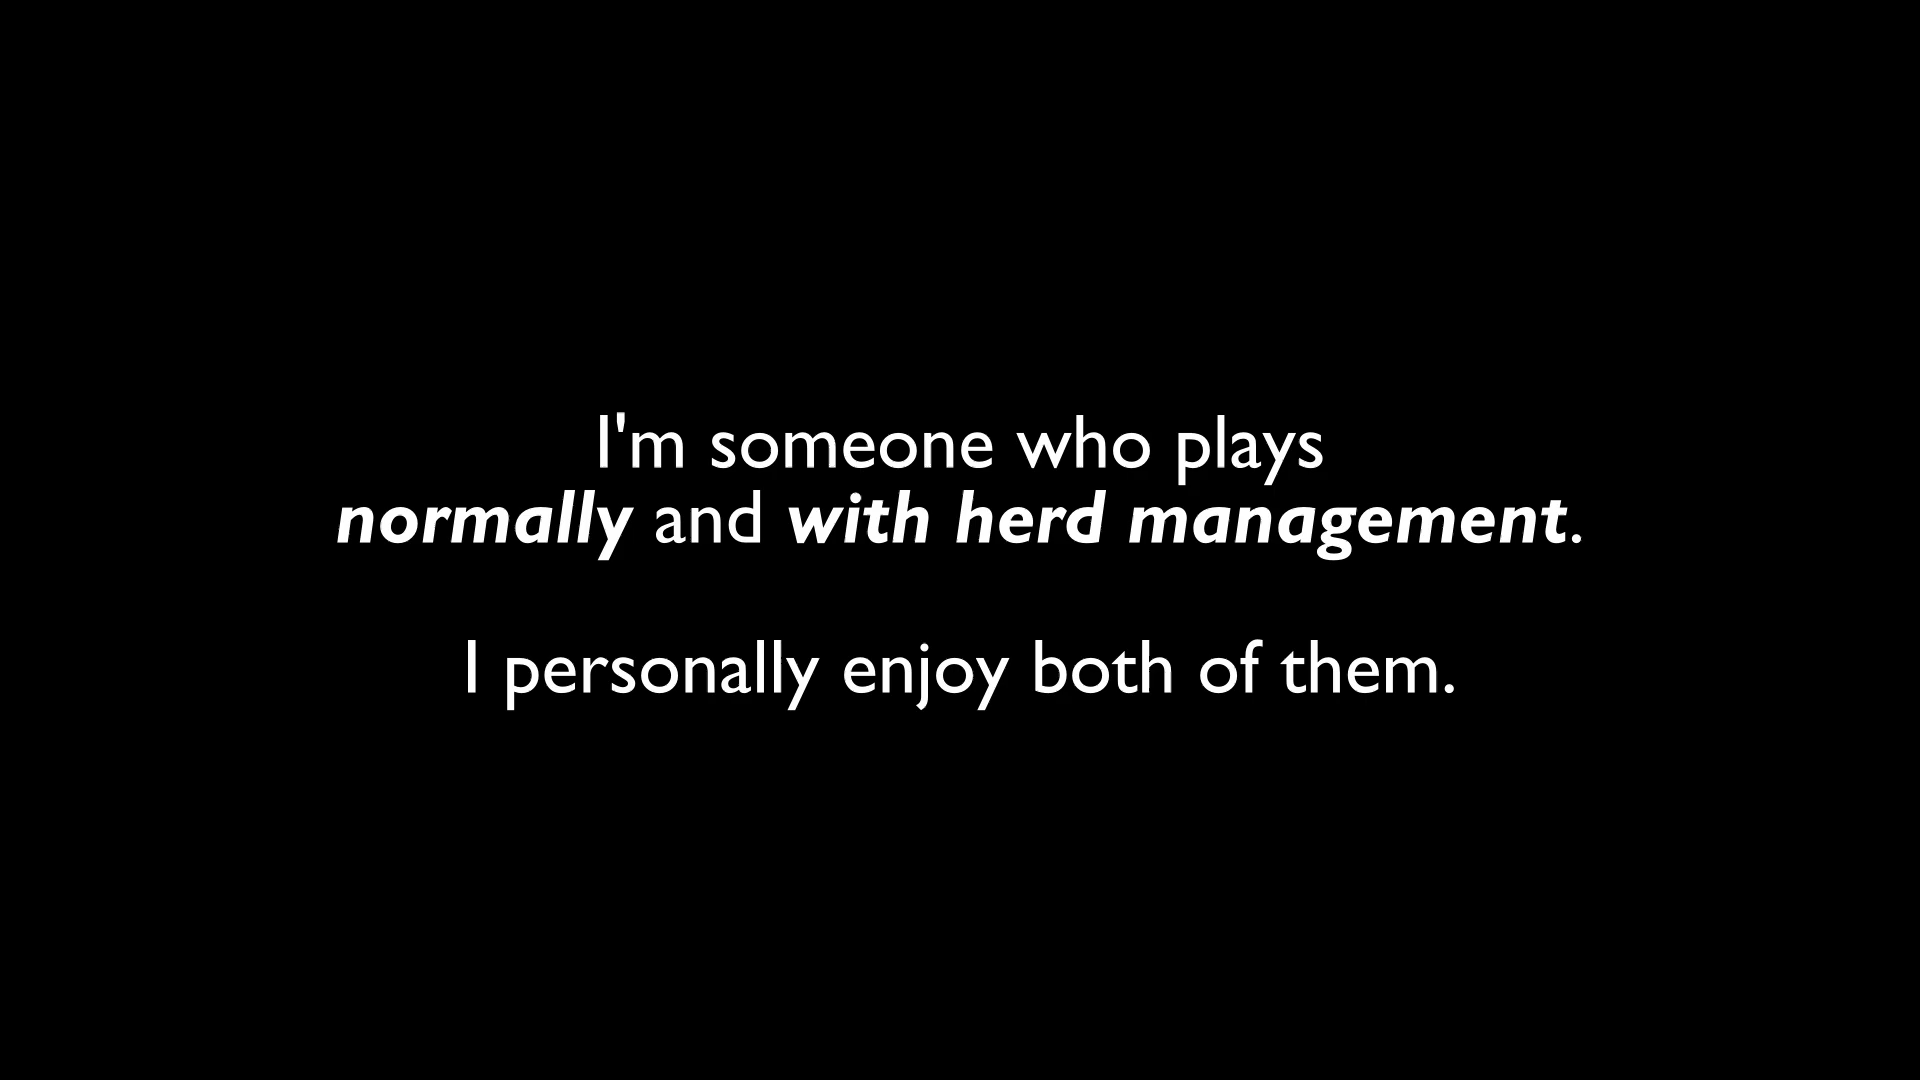 I'm someone who plays
normally and with herd management.
I personally enjoy both of them.